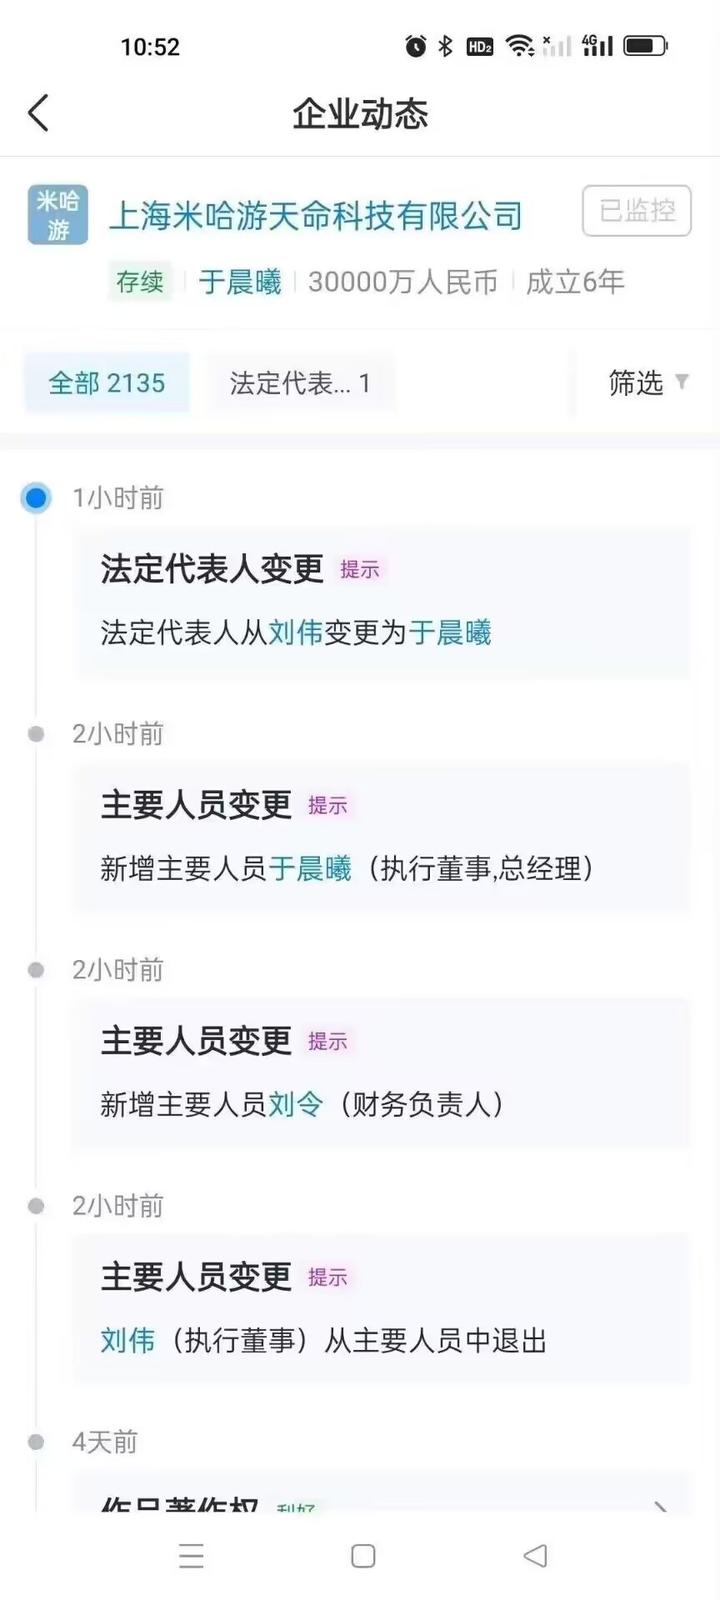 10:52
HD2
4G
企业动态
米哈
游
上海米哈游天命科技有限公司
已监控
存续 于晨曦 30000万人民币 成立6年
全部 2135 法定代表... 1 筛选
1小时前
法定代表人变更 提示
法定代表人从刘伟变更为于晨曦
2小时前
主要人员变更 提示
新增主要人员于晨曦（执行董事,总经理）
2小时前
主要人员变更 提示
新增主要人员刘令（财务负责人）
2小时前
主要人员变更 提示
刘伟（执行董事）从主要人员中退出
4天前
作品著作权 利好